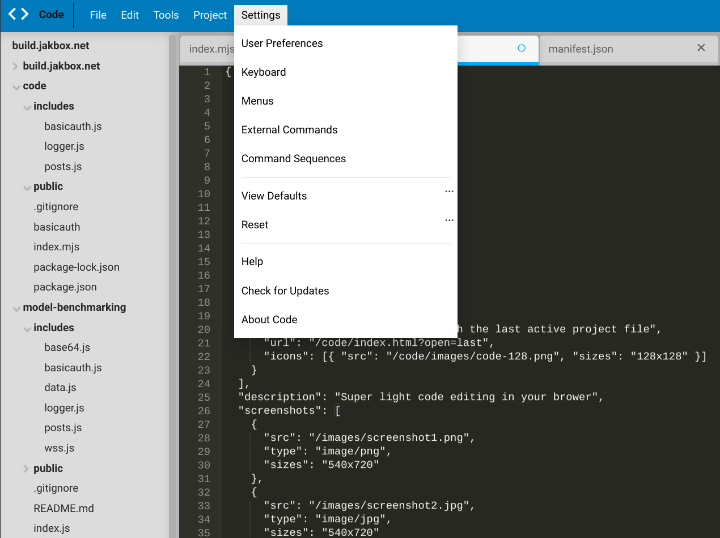 Code
File Edit Tools Project Settings
build.jakbox.net
build.jakbox.net
code
includes
basicauth.js
logger.js
posts.js
public
.gitignore
basicauth
index.mjs
package-lock.json
package.json
model-benchmarking
includes
base64.js
basicauth.js
data.js
logger.js
posts.js
wss.js
public
.gitignore
README.md
index.js
index.mjs
manifest.json
User Preferences
Keyboard
Menus
External Commands
Command Sequences
View Defaults ...
Reset ...
Help
Check for Updates
About Code
1 {
2
3
4
5
6
7
8
9
10
11
12
13
14
15
16
17
18
19
20 the last active project file",
21 "url": "/code/index.html?open=last",
22 "icons": [{ "src": "/code/images/code-128.png", "sizes": "128x128" }]
23 }
24 ],
25 "description": "Super light code editing in your brower",
26 "screenshots": [
27 {
28 "src": "/images/screenshot1.png",
29 "type": "image/png",
30 "sizes": "540x720"
31 },
32 {
33 "src": "/images/screenshot2.jpg",
34 "type": "image/jpg",
35 "sizes": "540x720"